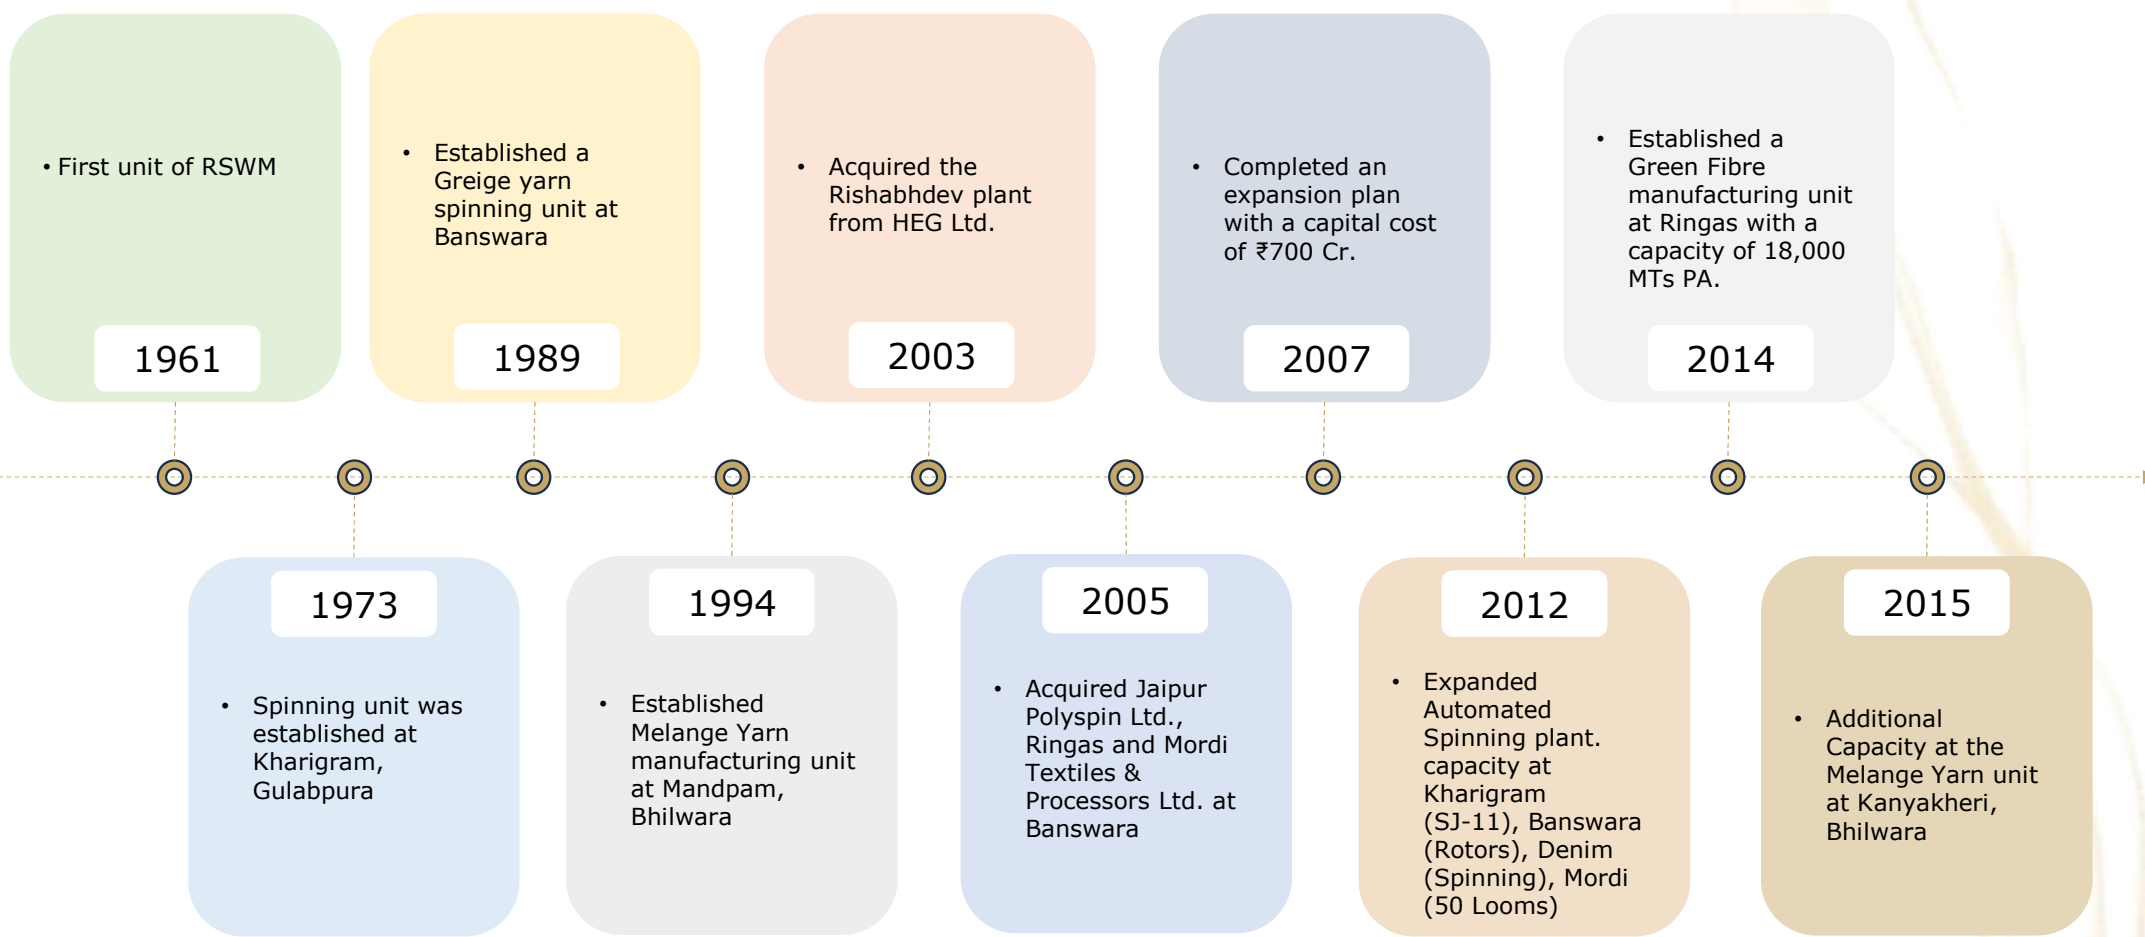 • First unit of RSWM
1961
• Established a
Greige yarn
spinning unit at
Banswara
1989
• Acquired the
Rishabhdev plant
from HEG Ltd.
2003
• Completed an
expansion plan
with a capital cost
of ₹700 Cr.
2007
• Established a
Green Fibre
manufacturing unit
at Ringas with a
capacity of 18,000
MTs PA.
2014
1973
• Spinning unit was
established at
Kharigram,
Gulabpura
1994
• Established
Melange Yarn
manufacturing unit
at Mandpam,
Bhilwara
2005
• Acquired Jaipur
Polyspin Ltd.,
Ringas and Mordi
Textiles &
Processors Ltd. at
Banswara
2012
• Expanded
Automated
Spinning plant.
capacity at
Kharigram
(SJ-11), Banswara
(Rotors), Denim
(Spinning), Mordi
(50 Looms)
2015
• Additional
Capacity at the
Melange Yarn unit
at Kanyakheri,
Bhilwara